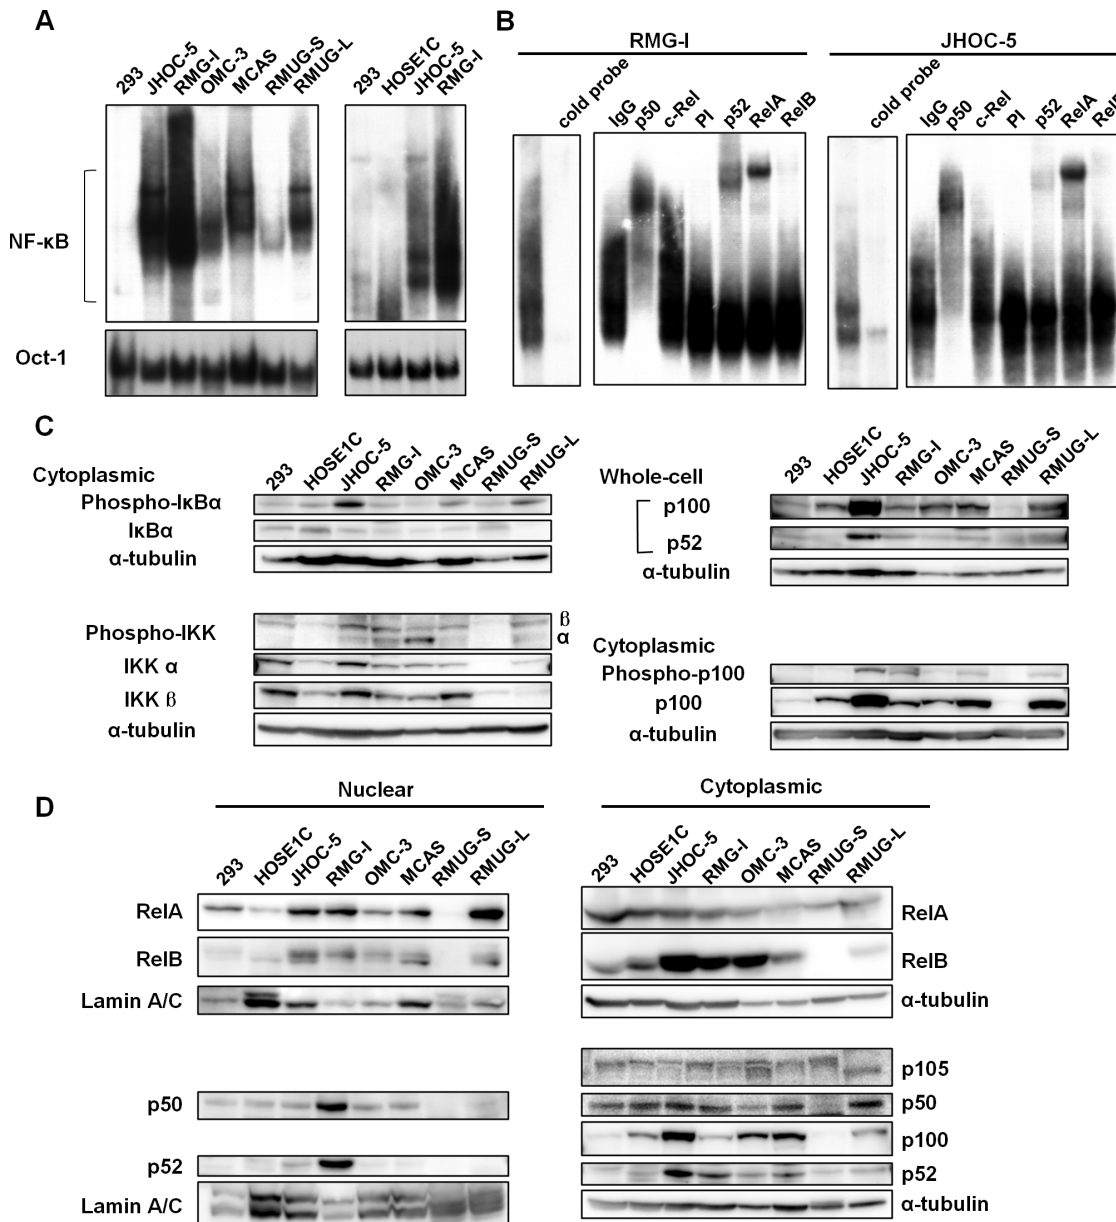 A
293 JHOC-5 RMG-I OMC-3 MCAS RMUG-S RMUG-L
293 HOSE1C JHOC-5 RMG-I
NF-κB
Oct-1
B
RMG-I
JHOC-5
cold probe IgG p50 c-Rel PI p52 RelA RelB
cold probe IgG p50 c-Rel PI p52 RelA
C
293 HOSE1C JHOC-5 RMG-I OMC-3 MCAS RMUG-S RMUG-L
Cytoplasmic
Phospho-IκBα
IκBα
α-tubulin
Phospho-IKK
β
α
IKK α
IKK β
α-tubulin
293 HOSE1C JHOC-5 RMG-I OMC-3 MCAS RMUG-S RMUG-L
Whole-cell
p100
p52
α-tubulin
Cytoplasmic
Phospho-p100
p100
α-tubulin
D
Nuclear
293 HOSE1C JHOC-5 RMG-I OMC-3 MCAS RMUG-S RMUG-L
RelA
RelB
Lamin A/C
p50
p52
Lamin A/C
Cytoplasmic
293 HOSE1C JHOC-5 RMG-I OMC-3 MCAS RMUG-S RMUG-L
RelA
RelB
α-tubulin
p105
p50
p100
p52
α-tubulin